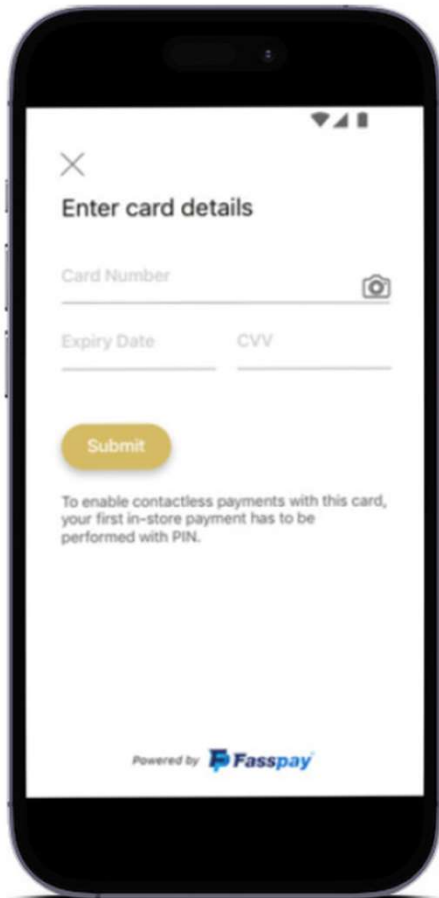 Enter card details
Card Number
Expiry Date CVV
Submit
To enable contactless payments with this card,
your first in-store payment has to be
performed with PIN.
Powered by Fasspay